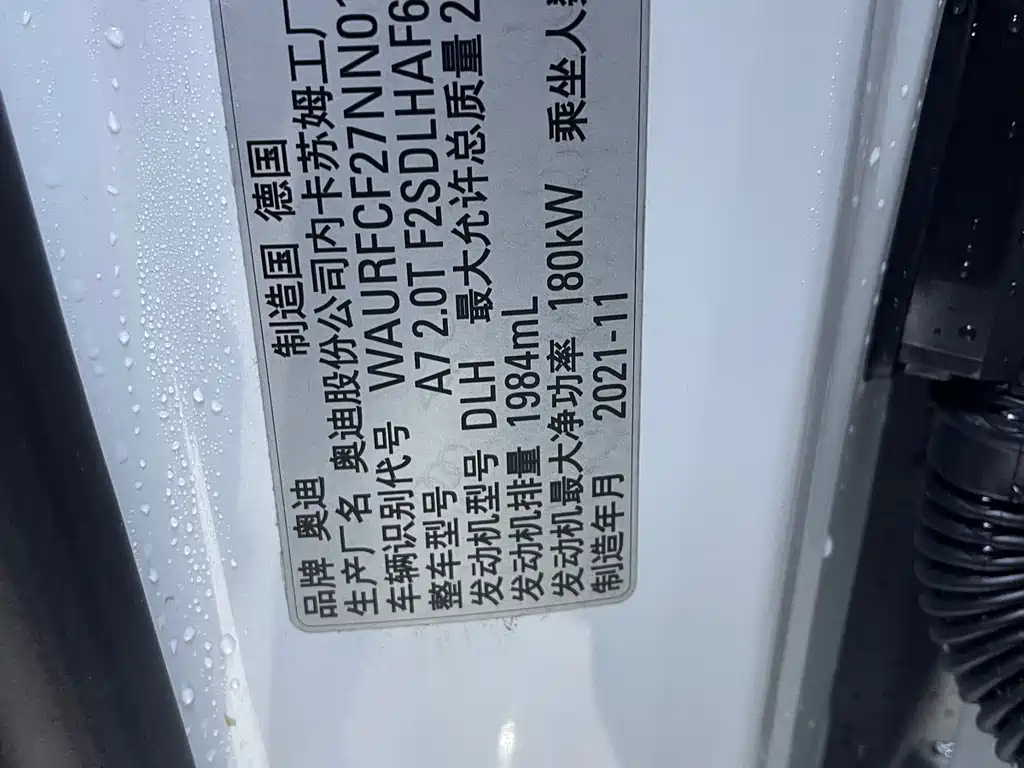 品牌 奥迪 制造国 德国
生产厂名 奥迪股份公司内卡苏姆工厂
车辆识别代号 WAURFCF27NN01
整车型号 A7 2.0T F2SDLHAF6
发动机型号 DLH 最大允许总质量 2
发动机排量 1984mL
发动机最大净功率 180kW 乘坐人数
制造年月 2021-11